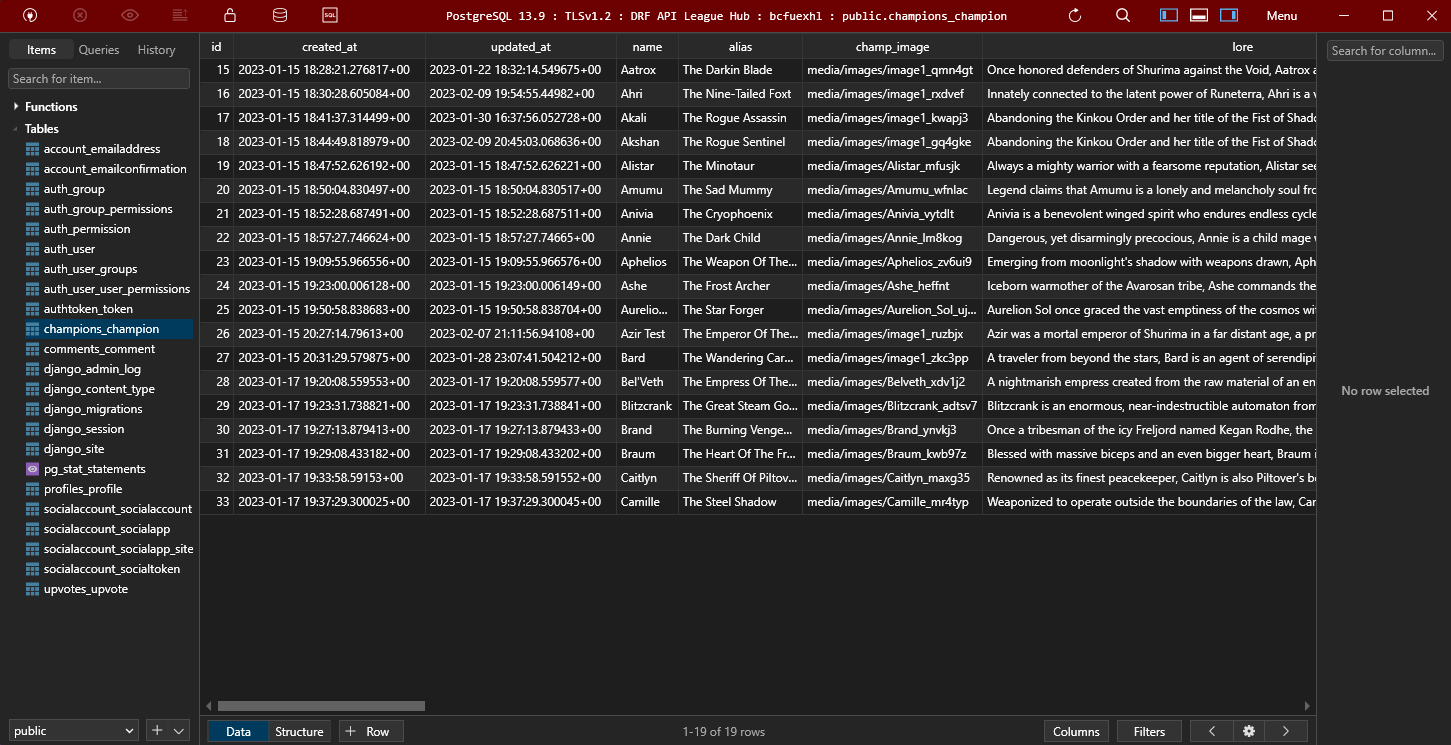 SQL PostgreSQL 13.9 : TLSv1.2 : DRF API League Hub : bcfuexhl : public.champions_champion Menu
Items Queries History
Search for item...
Functions
Tables
account_emailaddress
account_emailconfirmation
auth_group
auth_group_permissions
auth_permission
auth_user
auth_user_groups
auth_user_user_permissions
authtoken_token
champions_champion
comments_comment
django_admin_log
django_content_type
django_migrations
django_session
django_site
pg_stat_statements
profiles_profile
socialaccount_socialaccount
socialaccount_socialapp
socialaccount_socialapp_site
socialaccount_socialtoken
upvotes_upvote
public
id created_at updated_at name alias champ_image lore
15 2023-01-15 18:28:21.276817+00 2023-01-22 18:32:14.549675+00 Aatrox The Darkin Blade media/images/image1_qmn4gt Once honored defenders of Shurima against the Void, Aatrox a
16 2023-01-15 18:30:28.605084+00 2023-02-09 19:54:55.44982+00 Ahri The Nine-Tailed Foxt media/images/image1_rxdvef Innately connected to the latent power of Runeterra, Ahri is a v
17 2023-01-15 18:41:37.314499+00 2023-01-30 16:37:56.052728+00 Akali The Rogue Assassin media/images/image1_kwapj3 Abandoning the Kinkou Order and her title of the Fist of Shado
18 2023-01-15 18:44:49.818979+00 2023-02-09 20:45:03.068636+00 Akshan The Rogue Sentinel media/images/image1_gq4gke Abandoning the Kinkou Order and her title of the Fist of Shado
19 2023-01-15 18:47:52.626192+00 2023-01-15 18:47:52.626221+00 Alistar The Minotaur media/images/Alistar_mfusjk Always a mighty warrior with a fearsome reputation, Alistar see
20 2023-01-15 18:50:04.830497+00 2023-01-15 18:50:04.830517+00 Amumu The Sad Mummy media/images/Amumu_wfnlac Legend claims that Amumu is a lonely and melancholy soul fro
21 2023-01-15 18:52:28.687491+00 2023-01-15 18:52:28.687511+00 Anivia The Cryophoenix media/images/Anivia_vytdlt Anivia is a benevolent winged spirit who endures endless cycle
22 2023-01-15 18:57:27.746624+00 2023-01-15 18:57:27.74665+00 Annie The Dark Child media/images/Annie_lm8kog Dangerous, yet disarmingly precocious, Annie is a child mage w
23 2023-01-15 19:09:55.966556+00 2023-01-15 19:09:55.966576+00 Aphelios The Weapon Of The... media/images/Aphelios_zv6ui9 Emerging from moonlight's shadow with weapons drawn, Aph
24 2023-01-15 19:23:00.006128+00 2023-01-15 19:23:00.006149+00 Ashe The Frost Archer media/images/Ashe_heffnt Iceborn warmother of the Avarosan tribe, Ashe commands the
25 2023-01-15 19:50:58.838683+00 2023-01-15 19:50:58.838704+00 Aurelio... The Star Forger media/images/Aurelion_Sol_uj... Aurelion Sol once graced the vast emptiness of the cosmos wi
26 2023-01-15 20:27:14.79613+00 2023-02-07 21:11:56.94108+00 Azir Test The Emperor Of The... media/images/image1_ruzbjx Azir was a mortal emperor of Shurima in a far distant age, a pr
27 2023-01-15 20:31:29.579875+00 2023-01-28 23:07:41.504212+00 Bard The Wandering Car... media/images/image1_zkc3pp A traveler from beyond the stars, Bard is an agent of serendipi
28 2023-01-17 19:20:08.559553+00 2023-01-17 19:20:08.559577+00 Bel'Veth The Empress Of The... media/images/Belveth_xdv1j2 A nightmarish empress created from the raw material of an en
29 2023-01-17 19:23:31.738821+00 2023-01-17 19:23:31.738841+00 Blitzcrank The Great Steam Go... media/images/Blitzcrank_adtsv7 Blitzcrank is an enormous, near-indestructible automaton from
30 2023-01-17 19:27:13.879413+00 2023-01-17 19:27:13.879433+00 Brand The Burning Venge... media/images/Brand_ynvkj3 Once a tribesman of the icy Freljord named Kegan Rodhe, the
31 2023-01-17 19:29:08.433182+00 2023-01-17 19:29:08.433202+00 Braum The Heart Of The Fr... media/images/Braum_kwb97z Blessed with massive biceps and an even bigger heart, Braum i
32 2023-01-17 19:33:58.59153+00 2023-01-17 19:33:58.591552+00 Caitlyn The Sheriff Of Piltov... media/images/Caitlyn_maxg35 Renowned as its finest peacekeeper, Caitlyn is also Piltover's be
33 2023-01-17 19:37:29.300025+00 2023-01-17 19:37:29.300045+00 Camille The Steel Shadow media/images/Camille_mr4typ Weaponized to operate outside the boundaries of the law, Car
Data Structure + Row 1-19 of 19 rows Columns Filters
Search for column...
No row selected